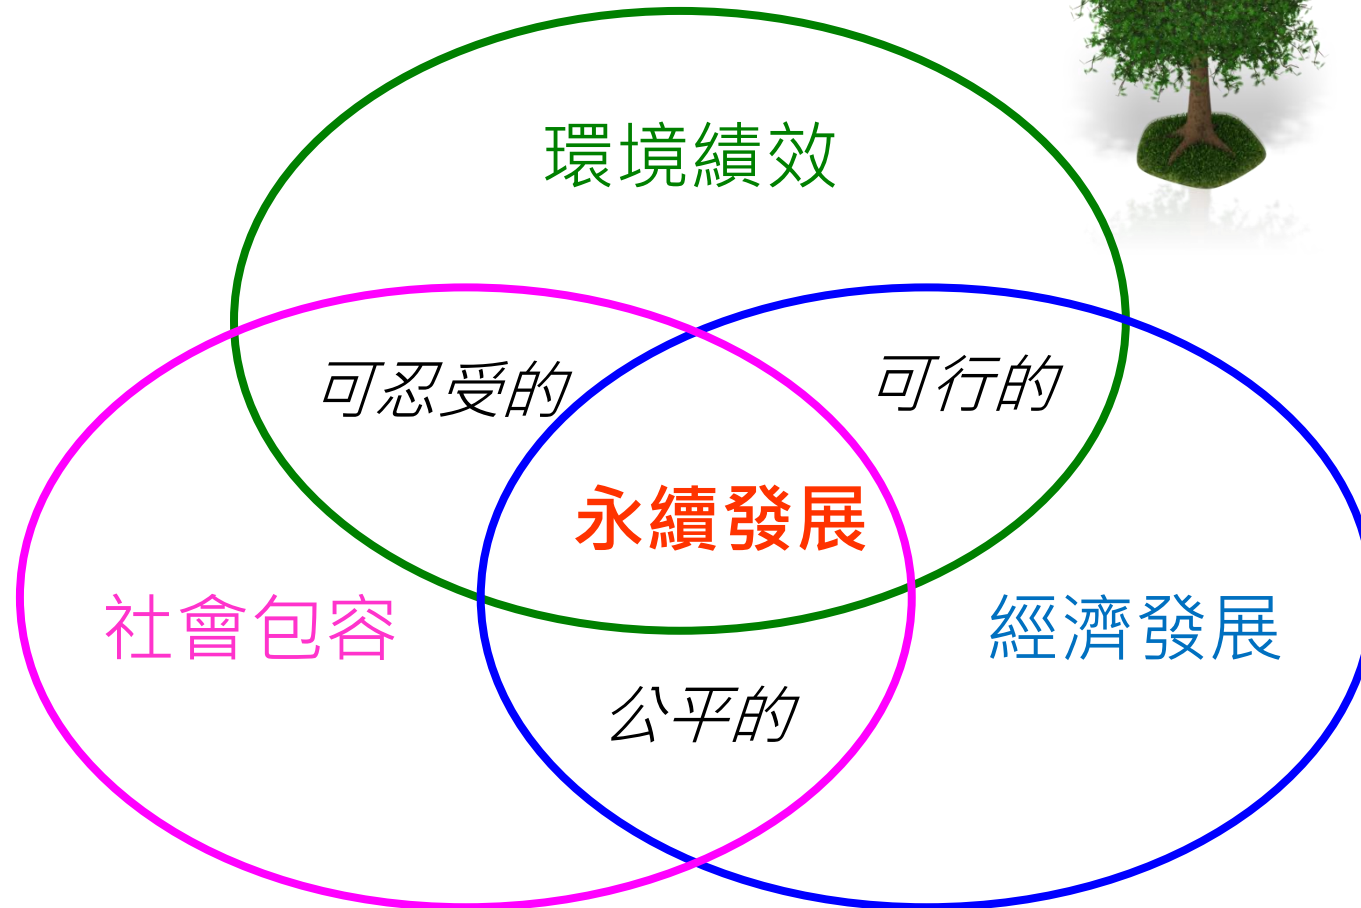 環境績效
可忍受的
可行的
永續發展
社會包容
經濟發展
公平的